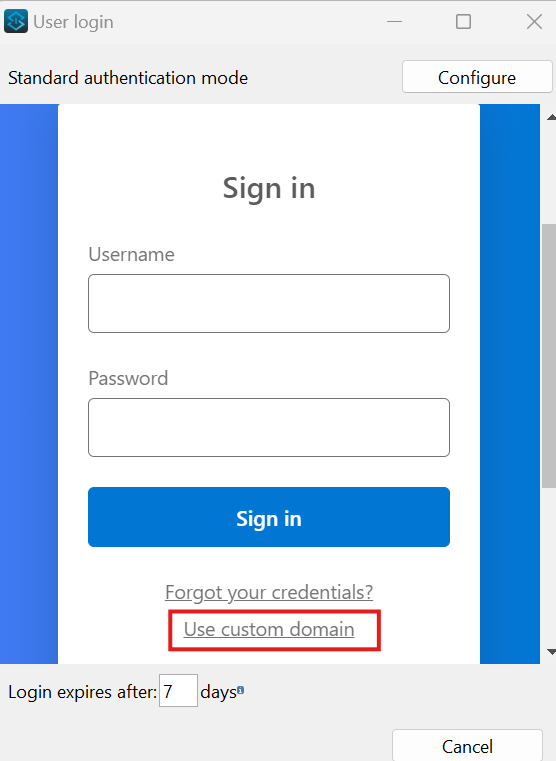 User login
Standard authentication mode
Configure
Sign in
Username
Password
Sign in
Forgot your credentials?
Use custom domain
Login expires after: 7 days
Cancel